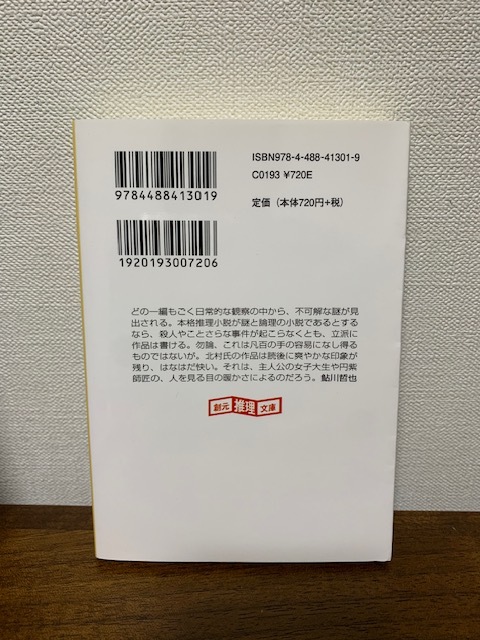 ISBN978-4-488-41301-9
C0193 ¥720E
定価（本体720円+税）
9784488413019
1920193007206
どの一編もごく日常的な観察の中から、不可解な謎が見
出される。本格推理小説が謎と論理の小説であるとするな
なら、殺人やことさらな事件が起こらなくとも、立派に
作品は書ける。勿論、これは凡百の手の容易になし得る
ものではないが。北村氏の作品は読後に爽やかな印象が
残り、はなはだ快い。それは、主人公の女子大生や円紫
師匠の、人を見る目の暖かさによるのだろう。鮎川哲也
創元推理文庫